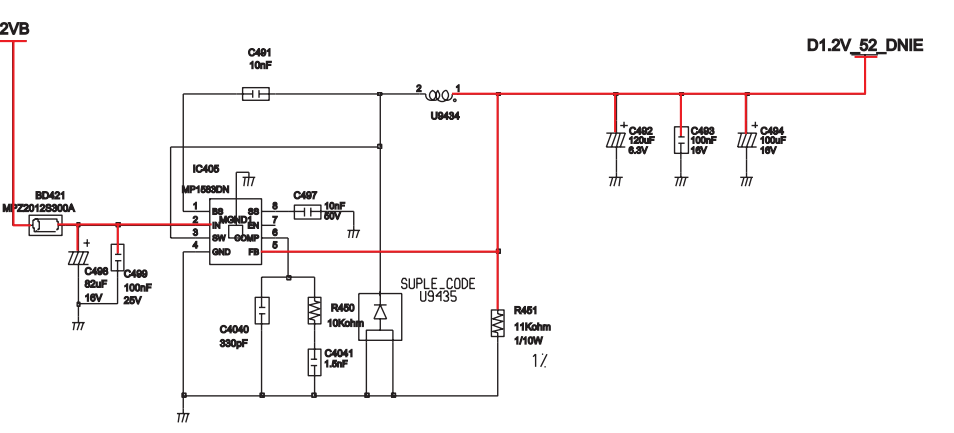 2VB
D1.2V_52_DNIE
C491
10nF
2
1
U9434
C492
120uF
6.3V
C493
100nF
16V
C494
100uF
16V
IC405
MP1583DN
BD421
MPZ2012S300A
C497
10nF
50V
1
2
3
4
8
7
6
5
BS
IN
SW
GND
SS
EN
COMP
FB
MGND1
C498
82uF
16V
C499
100nF
25V
C4040
330pF
R450
10Kohm
C4041
1.5nF
SUPLE_CODE
U9435
R451
11Kohm
1/10W
1%